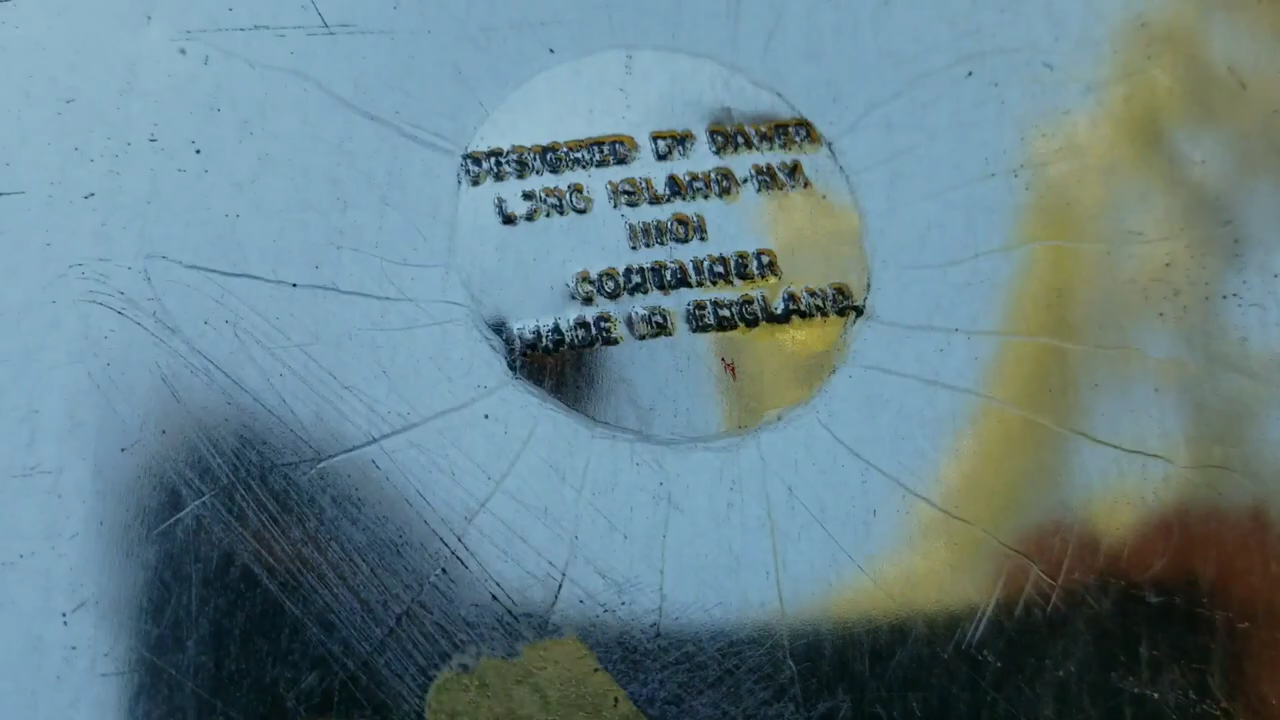 DESIGNED BY DAHER
LONG ISLAND-NY.
11101
CONTAINER
MADE IN ENGLAND.